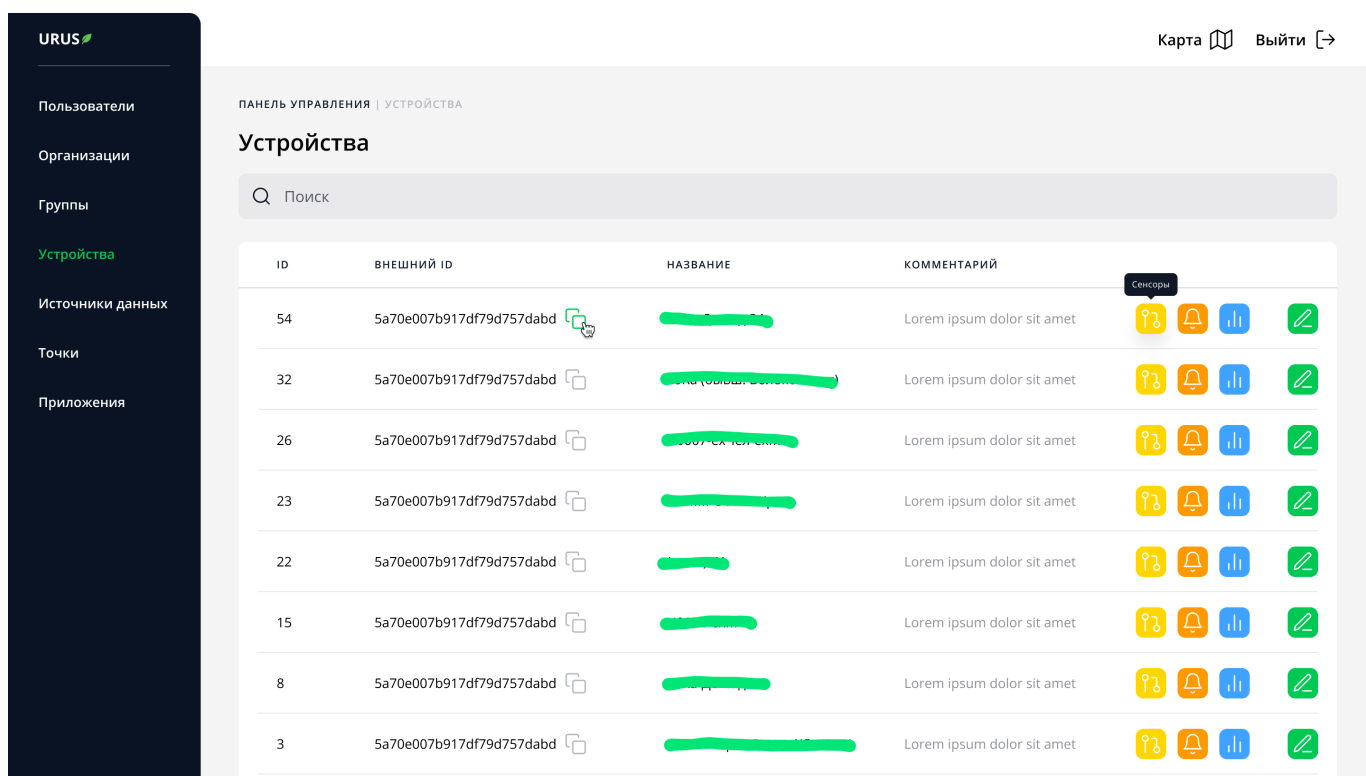 URUS
Карта Выйти
Пользователи
Организации
Группы
Устройства
Источники данных
Точки
Приложения
ПАНЕЛЬ УПРАВЛЕНИЯ | УСТРОЙСТВА
Устройства
Поиск
ID ВНЕШНИЙ ID НАЗВАНИЕ КОММЕНТАРИЙ
Сенсоры
54 5a70e007b917df79d757dabd Lorem ipsum dolor sit amet
32 5a70e007b917df79d757dabd Lorem ipsum dolor sit amet
26 5a70e007b917df79d757dabd Lorem ipsum dolor sit amet
23 5a70e007b917df79d757dabd Lorem ipsum dolor sit amet
22 5a70e007b917df79d757dabd Lorem ipsum dolor sit amet
15 5a70e007b917df79d757dabd Lorem ipsum dolor sit amet
8 5a70e007b917df79d757dabd Lorem ipsum dolor sit amet
3 5a70e007b917df79d757dabd Lorem ipsum dolor sit amet